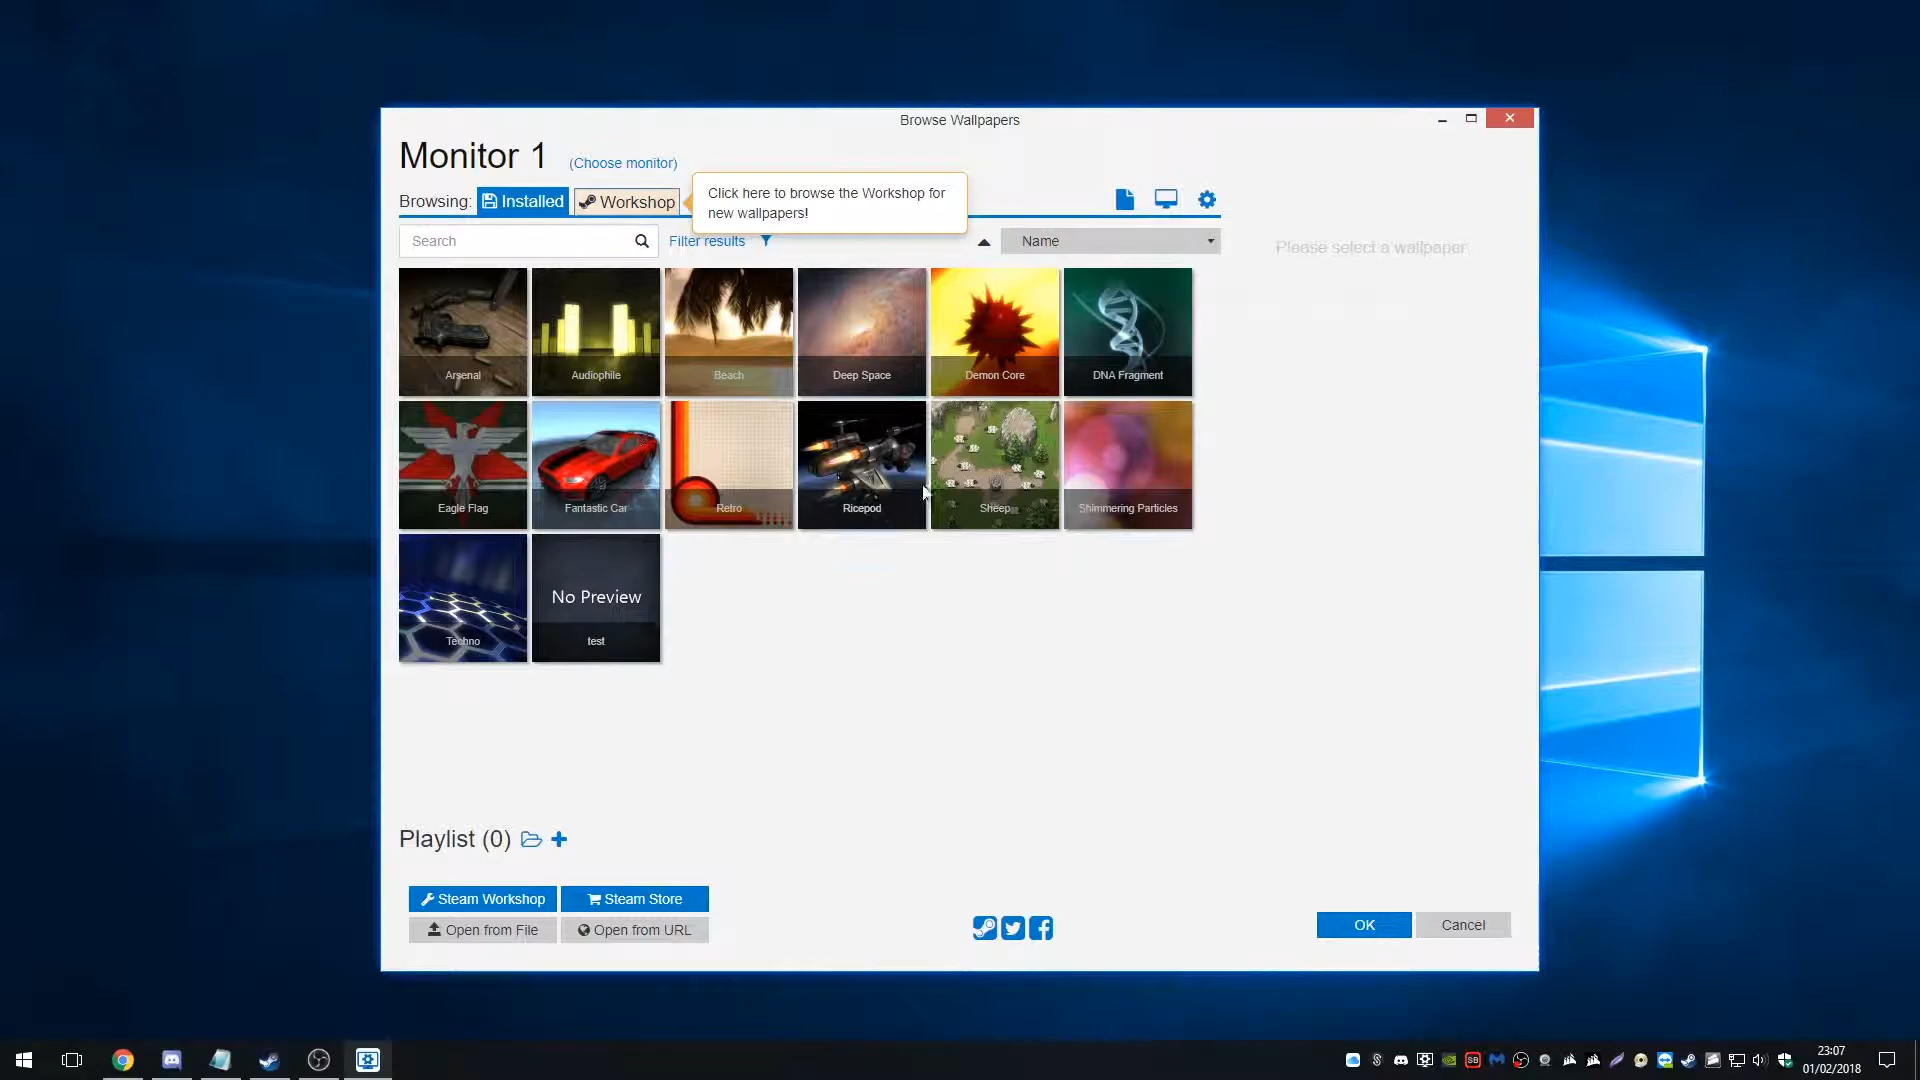 Browse Wallpapers
Monitor 1 (Choose monitor)
Browsing: Installed Workshop
Click here to browse the Workshop for
new wallpapers!
Search
Filter results
Name
Please select a wallpaper
Arsenal
Audiophile
Beach
Deep Space
Demon Core
DNA Fragment
Eagle Flag
Fantastic Car
Retro
Ricepod
Sheep
Shimmering Particles
Techno
No Preview
test
Playlist (0)
Steam Workshop
Steam Store
Open from File
Open from URL
OK
Cancel
SB
23:07
01/02/2018